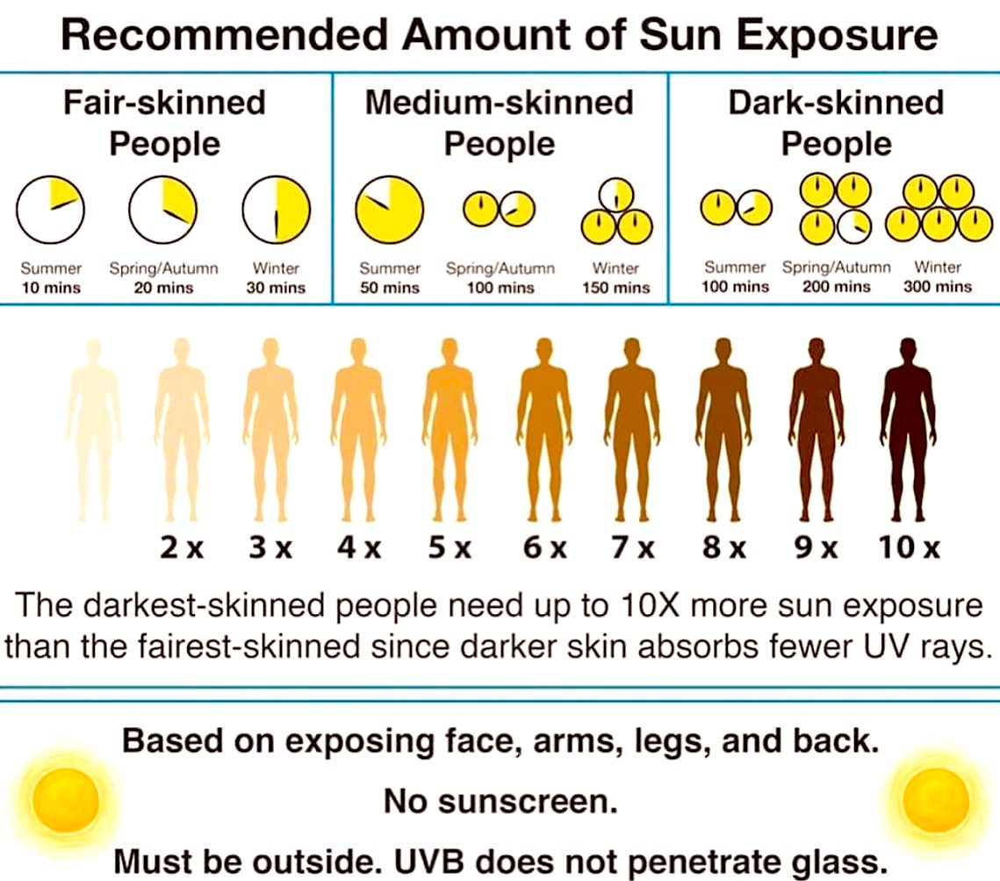 Recommended Amount of Sun Exposure
Fair-skinned
People
Summer
10 mins
Spring/Autumn
20 mins
Winter
30 mins
Medium-skinned
People
Summer
50 mins
Spring/Autumn
100 mins
Winter
150 mins
Dark-skinned
People
Summer
100 mins
Spring/Autumn
200 mins
Winter
300 mins
2 x
3 x
4 x
5 x
6 x
7 x
8 x
9 x
10 x
The darkest-skinned people need up to 10X more sun exposure
than the fairest-skinned since darker skin absorbs fewer UV rays.
Based on exposing face, arms, legs, and back.
No sunscreen.
Must be outside. UVB does not penetrate glass.